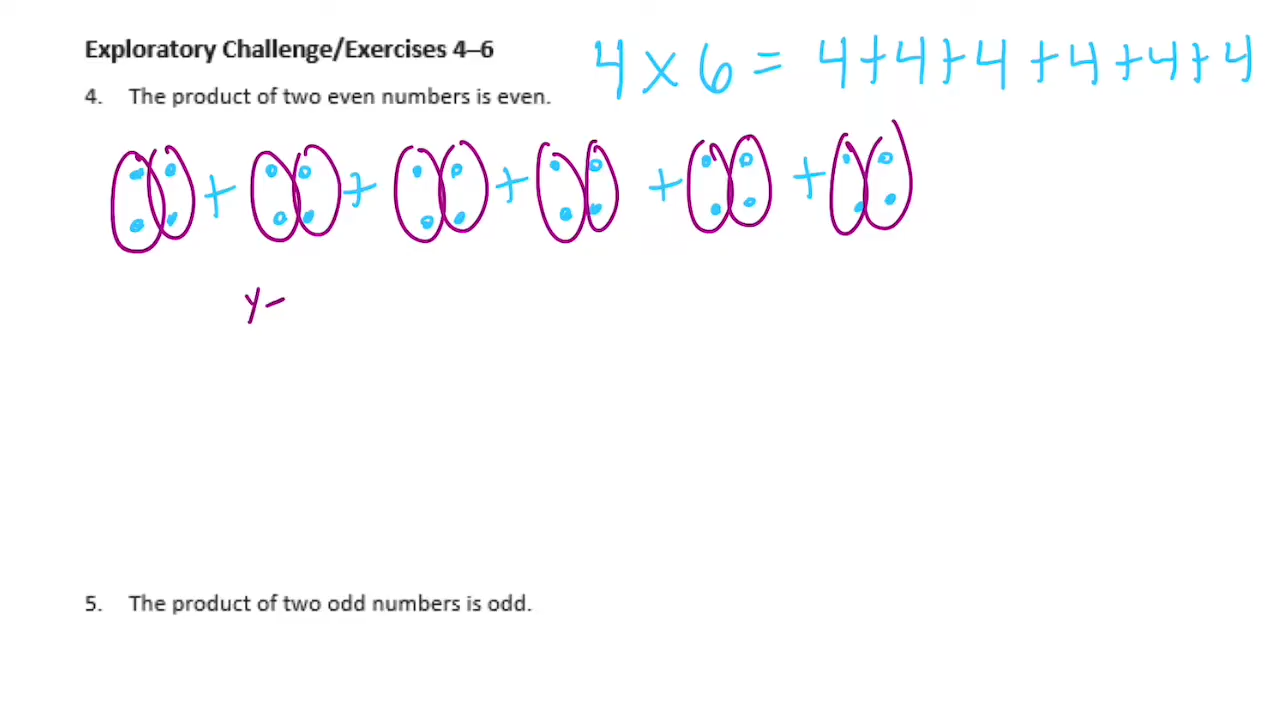 Exploratory Challenge/Exercises 4–6
4 × 6 = 4+4+4+4+4+4
4. The product of two even numbers is even.
+ + + + +
5. The product of two odd numbers is odd.